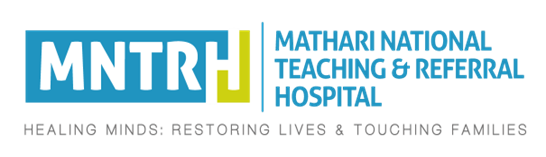 MNTRH
MATHARI NATIONAL
TEACHING & REFERRAL
HOSPITAL
HEALING MINDS: RESTORING LIVES & TOUCHING FAMILIES